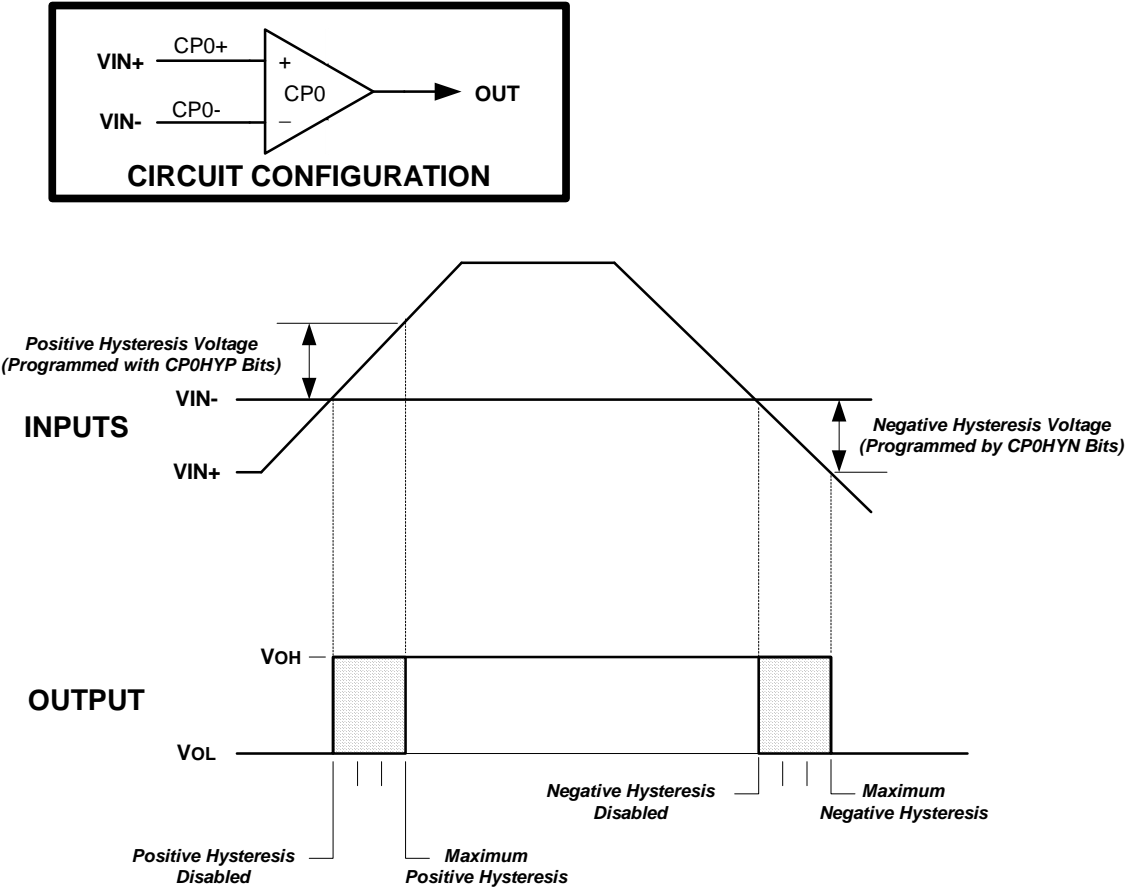 VIN+
CP0+
+
CP0
OUT
VIN-
CP0-
_
CIRCUIT CONFIGURATION
Positive Hysteresis Voltage
(Programmed with CP0HYP Bits)
VIN-
INPUTS
VIN+
Negative Hysteresis Voltage
(Programmed by CP0HYN Bits)
VOH
OUTPUT
VOL
Negative Hysteresis
Disabled
Maximum
Negative Hysteresis
Positive Hysteresis
Disabled
Maximum
Positive Hysteresis